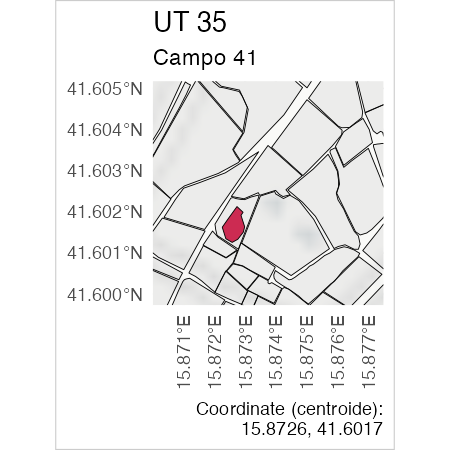 UT 35
Campo 41
41.605°N
41.604°N
41.603°N
41.602°N
41.601°N
41.600°N
15.871°E
15.872°E
15.873°E
15.874°E
15.875°E
15.876°E
15.877°E
Coordinate (centroide):
15.8726, 41.6017